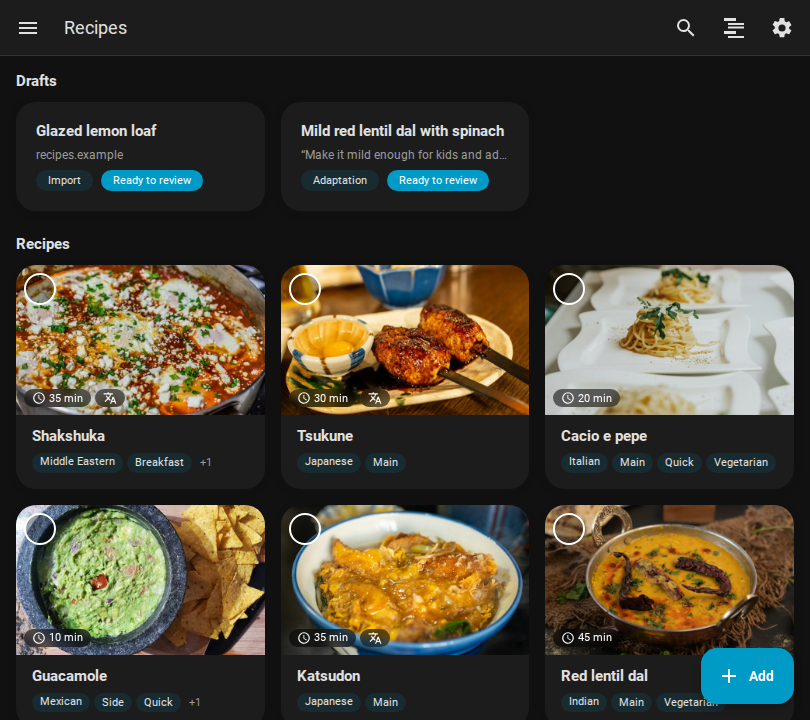 Recipes
Drafts
Glazed lemon loaf
recipes.example
Import
Ready to review
Mild red lentil dal with spinach
“Make it mild enough for kids and ad…
Adaptation
Ready to review
Recipes
35 min
Shakshuka
Middle Eastern
Breakfast
+1
30 min
Tsukune
Japanese
Main
20 min
Cacio e pepe
Italian
Main
Quick
Vegetarian
10 min
Guacamole
Mexican
Side
Quick
+1
35 min
Katsudon
Japanese
Main
45 min
Red lentil dal
Indian
Main
Vegetarian
Add